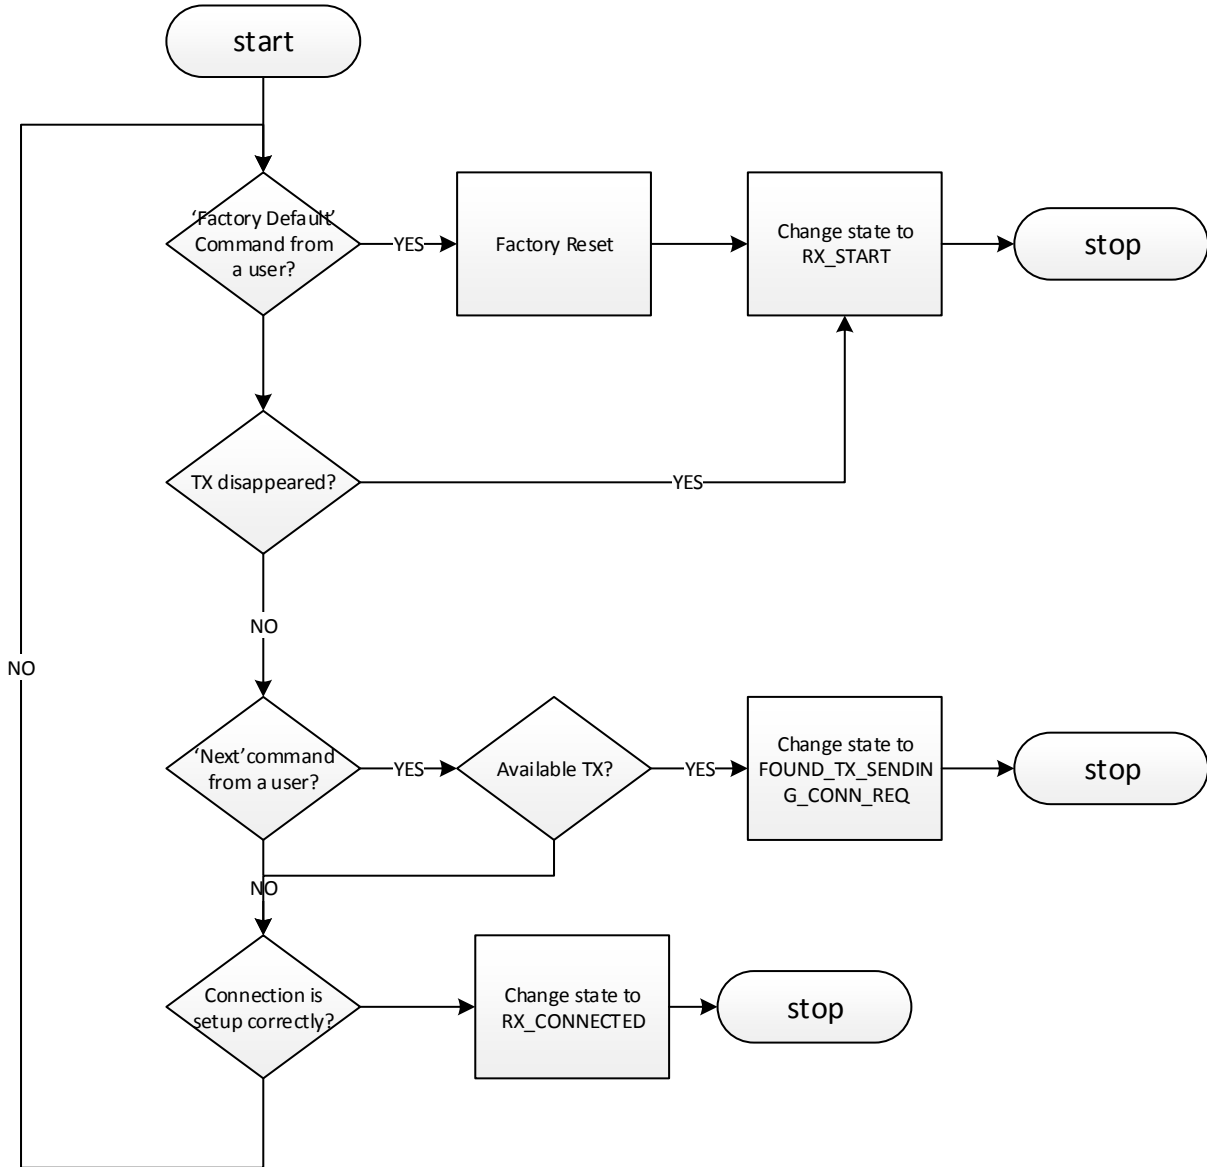 start
‘Factory Default’
Command from
a user?
YES
Factory Reset
Change state to
RX_START
stop
TX disappeared?
YES
NO
NO
‘Next’ command
from a user?
YES
Available TX?
YES
Change state to
FOUND_TX_SENDIN
G_CONN_REQ
stop
NO
Connection is
setup correctly?
Change state to
RX_CONNECTED
stop